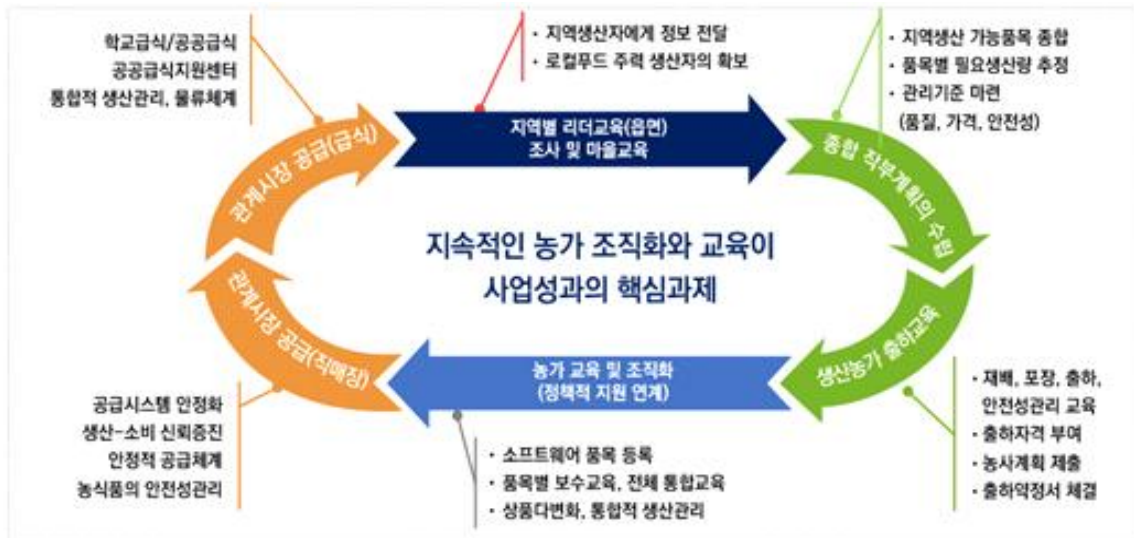 학교급식/공공급식
공공급식지원센터
통합적 생산관리, 물류체계
· 지역생산자에게 정보 전달
· 로컬푸드 주력 생산자의 확보
· 지역생산 가능품목 종합
· 품목별 필요생산량 추정
· 관리기준 마련
(품질, 가격, 안전성)
관계시장 공급(급식)
지역별 리더교육(읍면)
조사 및 마을교육
종합 작부계획의 수립
지속적인 농가 조직화와 교육이
사업성과의 핵심과제
관계시장 공급(직매장)
농가 교육 및 조직화
(정책적 지원 연계)
생산농가 출하교육
공급시스템 안정화
생산-소비 신뢰증진
안정적 공급체계
농식품의 안전성관리
· 소프트웨어 품목 등록
· 품목별 보수교육, 전체 통합교육
· 상품다변화, 통합적 생산관리
· 재배, 포장, 출하,
안전성관리 교육
· 출하자격 부여
· 농사계획 제출
· 출하약정서 체결